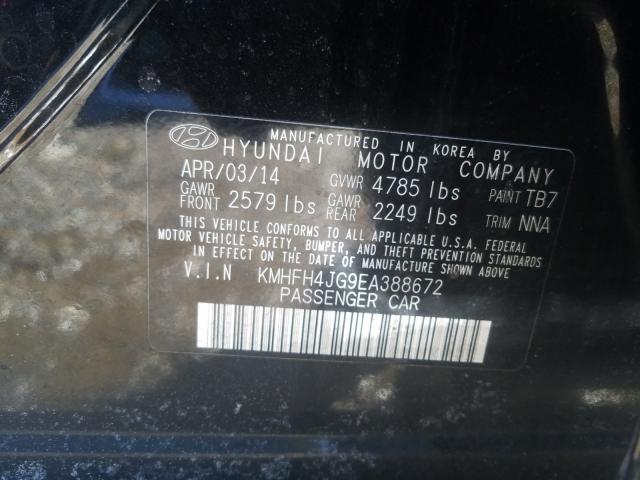 MANUFACTURED IN KOREA BY
HYUNDAI MOTOR COMPANY
APR/03/14 GVWR 4785 lbs PAINT TB7
GAWR FRONT 2579 lbs GAWR REAR 2249 lbs TRIM NNA
THIS VEHICLE CONFORMS TO ALL APPLICABLE U.S.A. FEDERAL
MOTOR VEHICLE SAFETY, BUMPER, AND THEFT PREVENTION STANDARDS
IN EFFECT ON THE DATE OF MANUFACTURE SHOWN ABOVE
V.I.N KMHFH4JG9EA388672
PASSENGER CAR